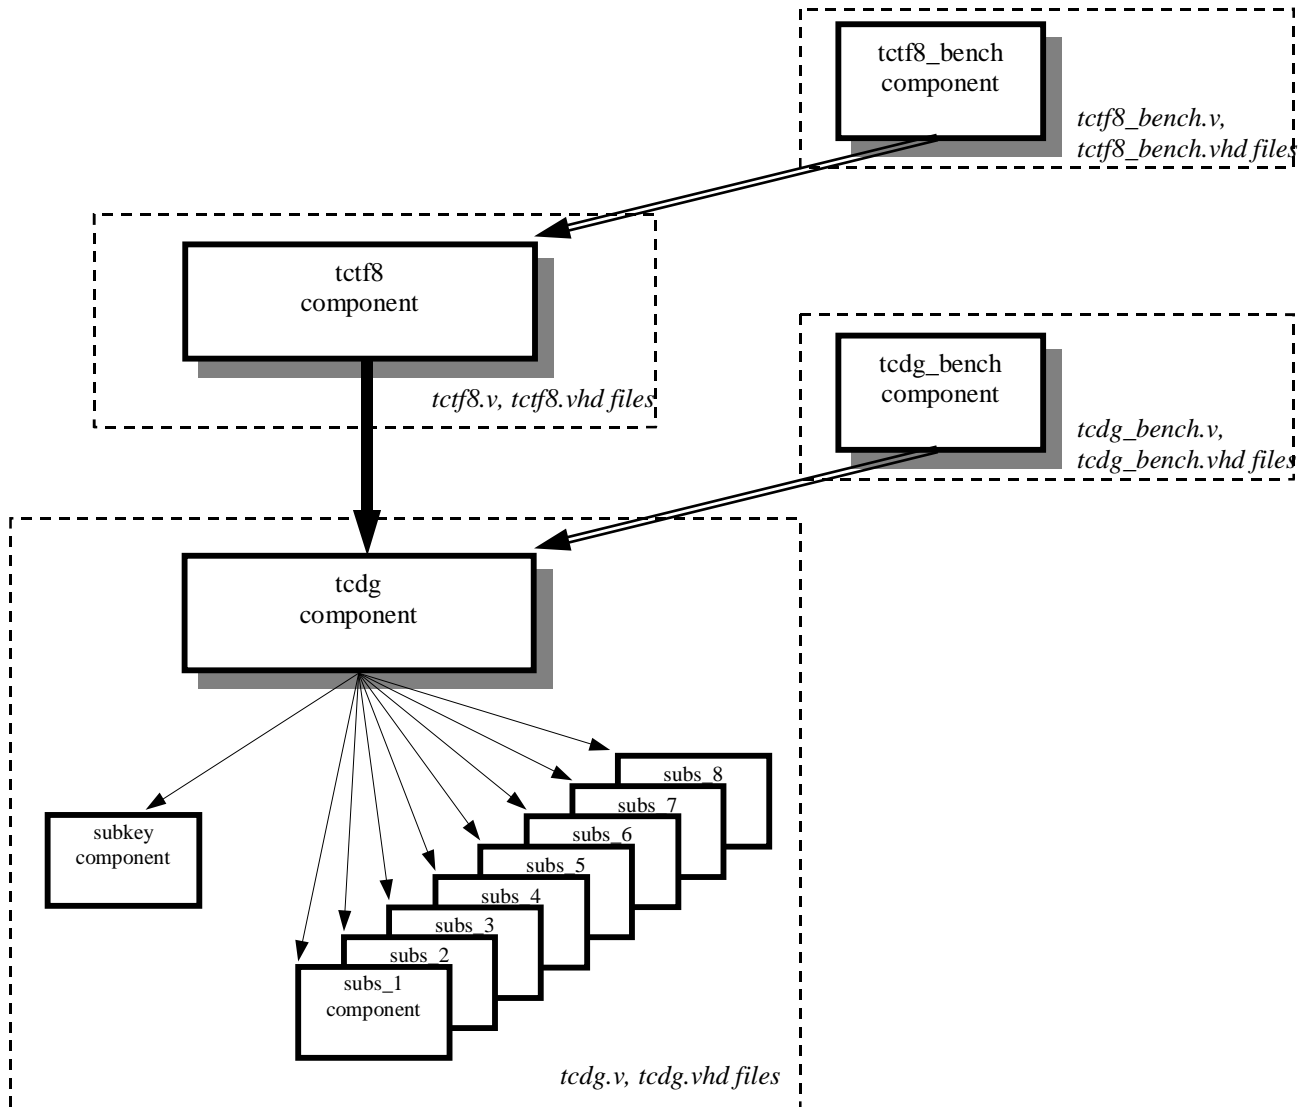 tctf8_bench
component
tctf8_bench.v,
tctf8_bench.vhd files
tctf8
component
tctf8.v, tctf8.vhd files
tcdg_bench
component
tcdg_bench.v,
tcdg_bench.vhd files
tcdg
component
subs_8
subs_7
subs_6
subs_5
subs_4
subs_3
subs_2
subs_1
component
subkey
component
tcdg.v, tcdg.vhd files